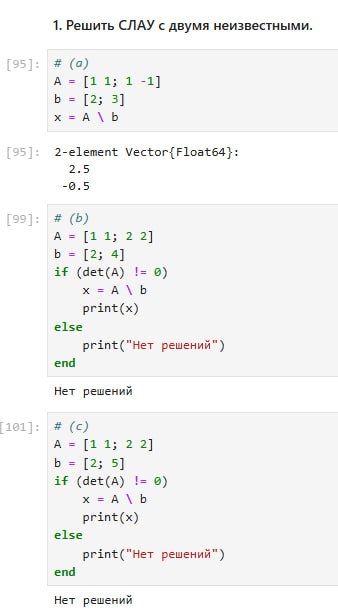 1. Решить СЛАУ с двумя неизвестными.
[95]: # (a)
A = [1 1; 1 -1]
b = [2; 3]
x = A \ b
[95]: 2-element Vector{Float64}:
2.5
-0.5
[99]: # (b)
A = [1 1; 2 2]
b = [2; 4]
if (det(A) != 0)
x = A \ b
print(x)
else
print("Нет решений")
end
Нет решений
[101]: # (c)
A = [1 1; 2 2]
b = [2; 5]
if (det(A) != 0)
x = A \ b
print(x)
else
print("Нет решений")
end
Нет решений